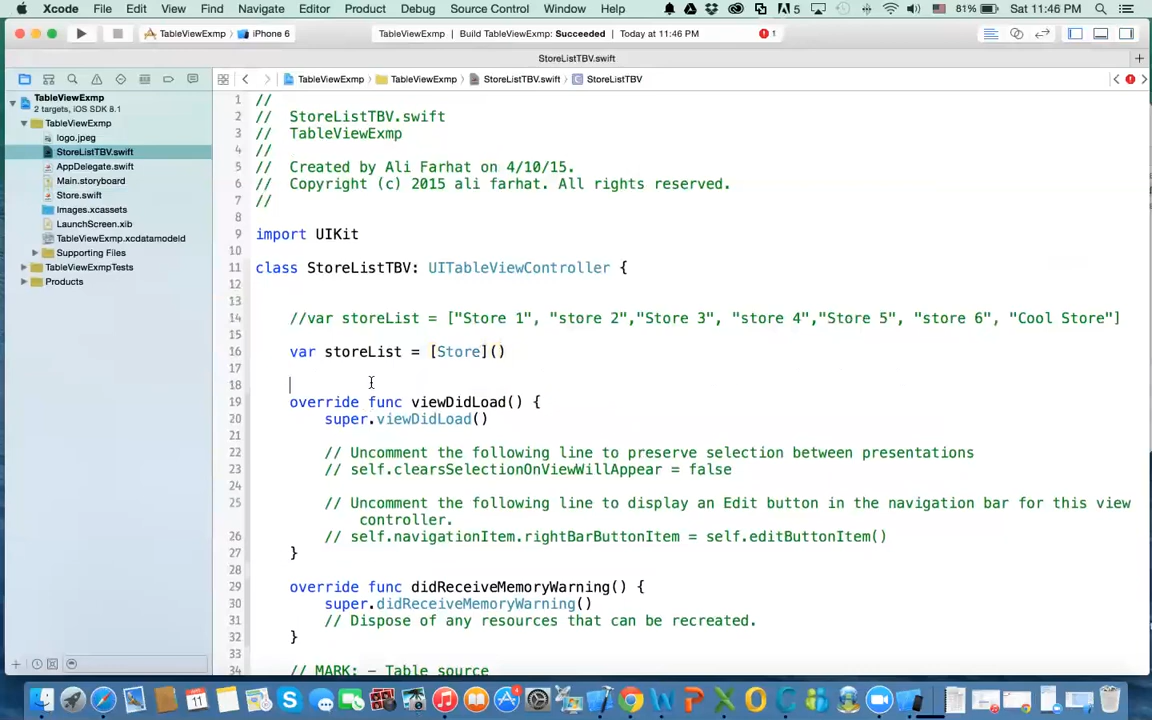 Xcode File Edit View Find Navigate Editor Product Debug Source Control Window Help 5 81% Sat 11:46 PM
TableViewExmp iPhone 6 TableViewExmp | Build TableViewExmp: Succeeded | Today at 11:46 PM 1
StoreListTBV.swift
TableViewExmp TableViewExmp StoreListTBV.swift C StoreListTBV
TableViewExmp
2 targets, iOS SDK 8.1
TableViewExmp
logo.jpeg
StoreListTBV.swift
AppDelegate.swift
Main.storyboard
Store.swift
Images.xcassets
LaunchScreen.xib
TableViewExmp.xcdatamodeld
Supporting Files
TableViewExmpTests
Products
1 //
2 // StoreListTBV.swift
3 // TableViewExmp
4 //
5 // Created by Ali Farhat on 4/10/15.
6 // Copyright (c) 2015 ali farhat. All rights reserved.
7 //
8
9 import UIKit
10
11 class StoreListTBV: UITableViewController {
12
13
14 //var storeList = ["Store 1", "store 2","Store 3", "store 4","Store 5", "store 6", "Cool Store"]
15
16 var storeList = [Store]()
17
18
19 override func viewDidLoad() {
20 super.viewDidLoad()
21
22 // Uncomment the following line to preserve selection between presentations
23 // self.clearsSelectionOnViewWillAppear = false
24
25 // Uncomment the following line to display an Edit button in the navigation bar for this view
controller.
26 // self.navigationItem.rightBarButtonItem = self.editButtonItem()
27 }
28
29 override func didReceiveMemoryWarning() {
30 super.didReceiveMemoryWarning()
31 // Dispose of any resources that can be recreated.
32 }
33
34 // MARK: - Table source